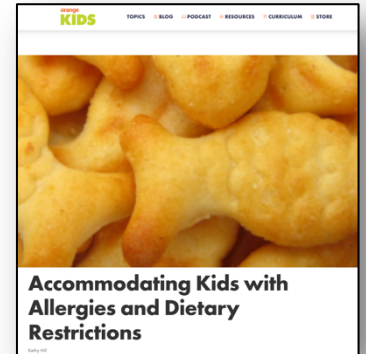 orange
KIDS
TOPICS BLOG PODCAST RESOURCES CURRICULUM STORE
Accommodating Kids with
Allergies and Dietary
Restrictions
Kathy Hill